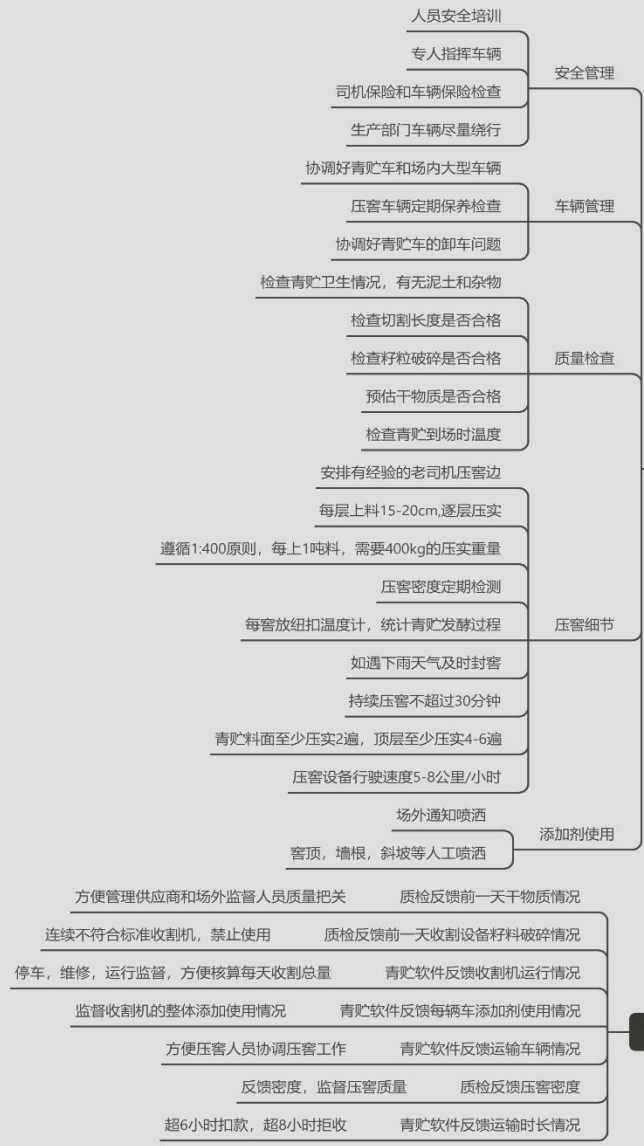 人员安全培训
专人指挥车辆
安全管理
司机保险和车辆保险检查
生产部门车辆尽量绕行
协调好青贮车和场内大型车辆
压窖车辆定期保养检查
车辆管理
协调好青贮车的卸车问题
检查青贮卫生情况，有无泥土和杂物
检查切割长度是否合格
检查籽粒破碎是否合格
质量检查
预估干物质是否合格
检查青贮到场时温度
安排有经验的老司机压窖边
每层上料15-20cm,逐层压实
遵循1:400原则，每上1吨料，需要400kg的压实重量
压窖密度定期检测
每窖放纽扣温度计，统计青贮发酵过程
压窖细节
如遇下雨天气及时封窖
持续压窖不超过30分钟
青贮料面至少压实2遍，顶层至少压实4-6遍
压窖设备行驶速度5-8公里/小时
场外通知喷洒
添加剂使用
窖顶，墙根，斜坡等人工喷洒
方便管理供应商和场外监督人员质量把关 质检反馈前一天干物质情况
连续不符合标准收割机，禁止使用 质检反馈前一天收割设备籽料破碎情况
停车，维修，运行监督，方便核算每天收割总量 青贮软件反馈收割机运行情况
监督收割机的整体添加使用情况 青贮软件反馈每辆车添加剂使用情况
方便压窖人员协调压窖工作 青贮软件反馈运输车辆情况
反馈密度，监督压窖质量 质检反馈压窖密度
超6小时扣款，超8小时拒收 青贮软件反馈运输时长情况